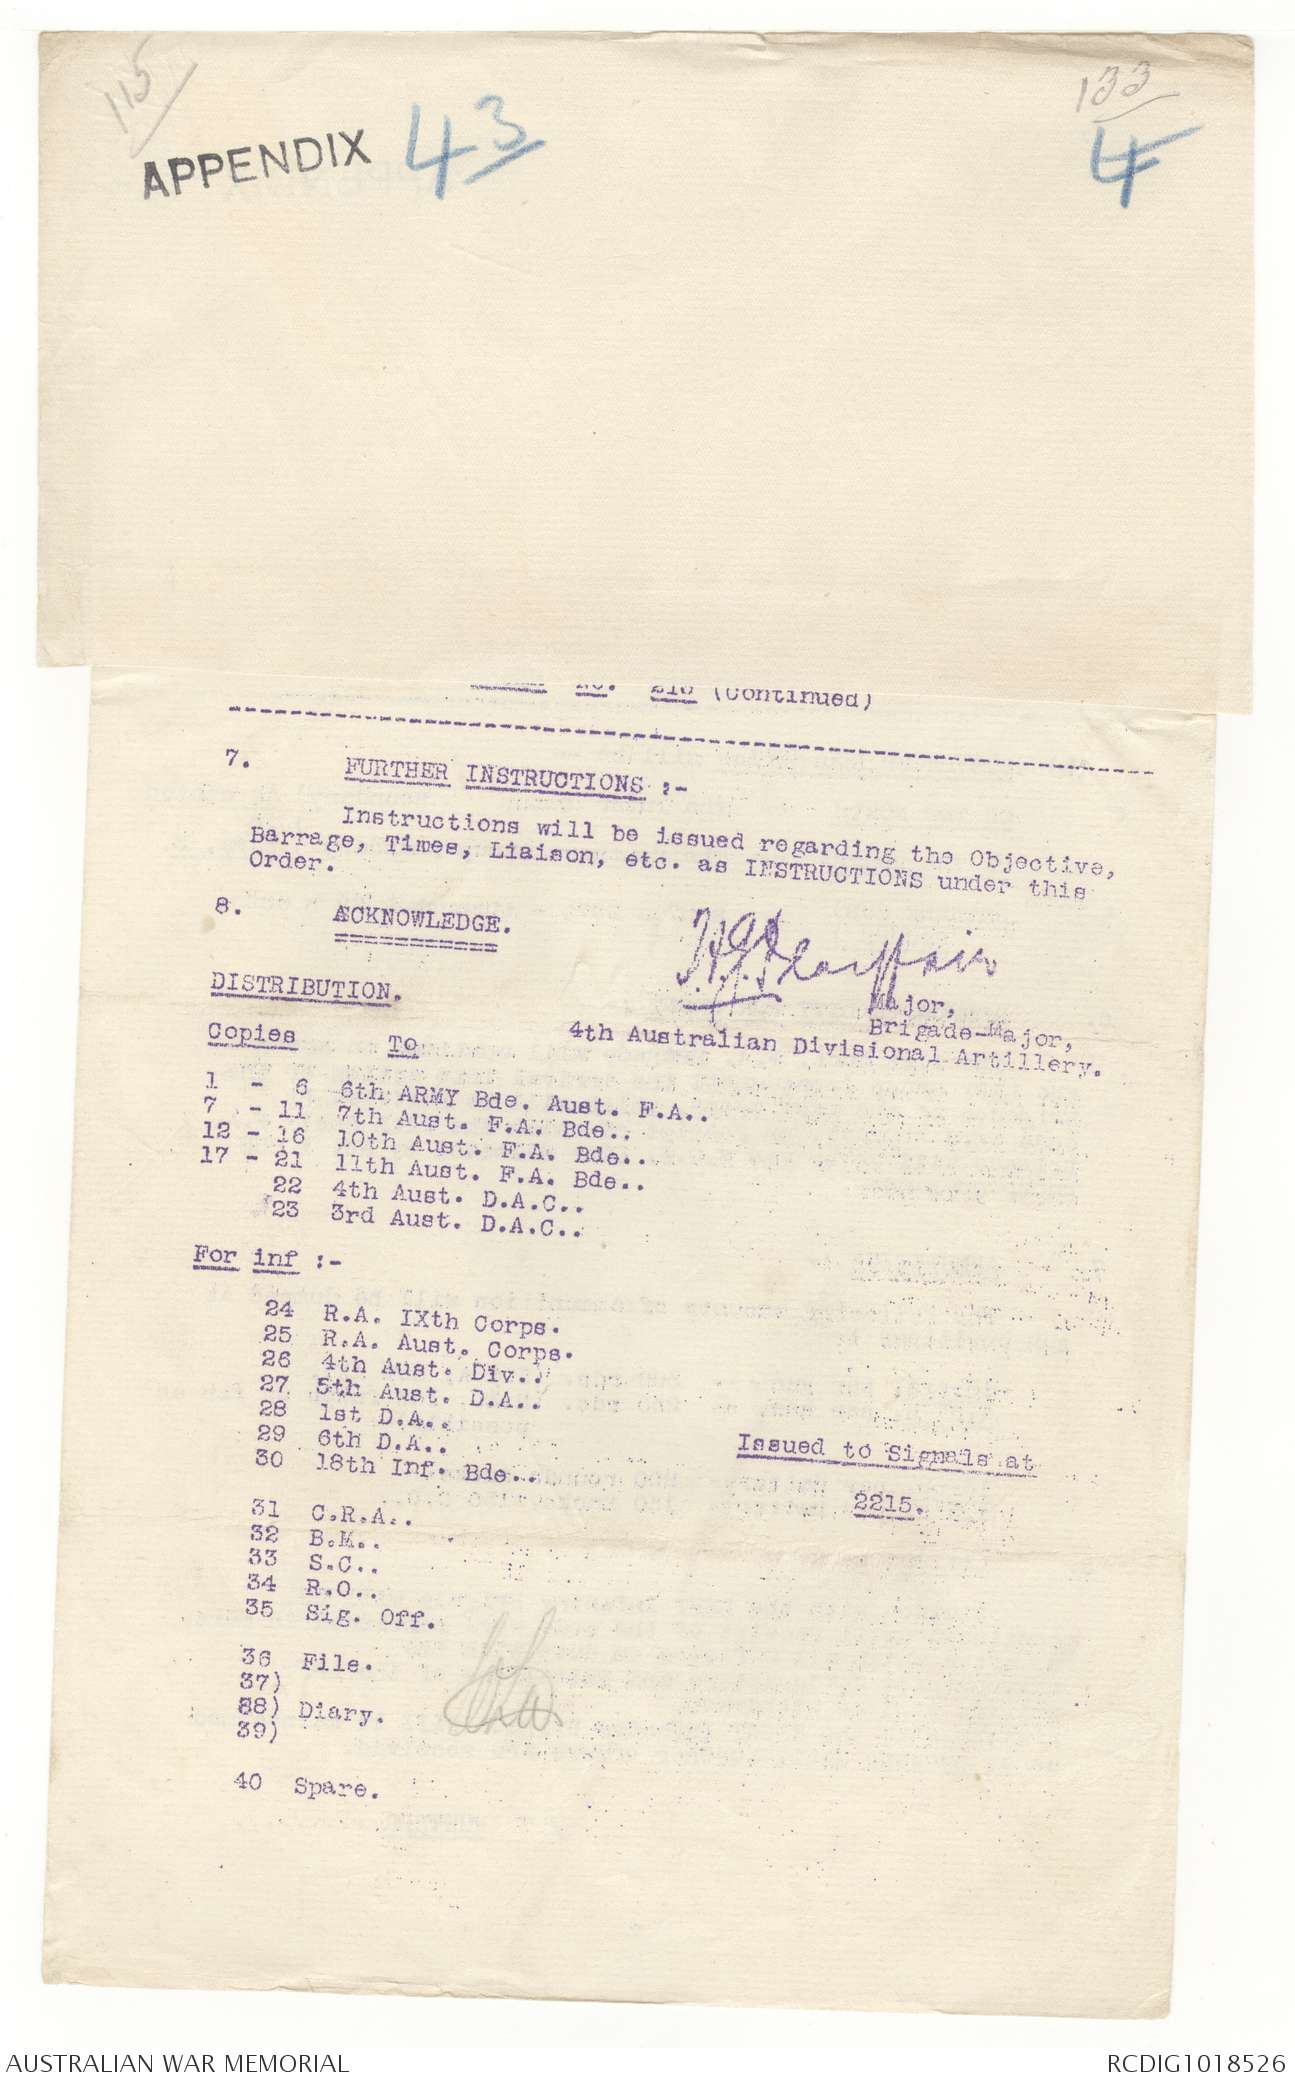 115
133
APPENDIX 43
4
No. 216 (Continued)
7. FURTHER INSTRUCTIONS :-
Instructions will be issued regarding the Objective,
Barrage, Times, Liaison, etc. as INSTRUCTIONS under this
Order.
8. ACKNOWLEDGE.
===========
DISTRIBUTION.
Major,
Brigade-Major,
4th Australian Divisional Artillery.
Copies To
1 - 6 6th ARMY Bde. Aust. F.A..
7 - 11 7th Aust. F.A. Bde..
12 - 16 10th Aust. F.A. Bde..
17 - 21 11th Aust. F.A. Bde..
22 4th Aust. D.A.C..
23 3rd Aust. D.A.C..
For inf :-
24 R.A. IXth Corps.
25 R.A. Aust. Corps.
26 4th Aust. Div..
27 5th Aust. D.A..
28 1st D.A..
29 6th D.A..
30 18th Inf. Bde..
Issued to Signals at
2215.
31 C.R.A..
32 B.M..
33 S.C..
34 R.O..
35 Sig. Off.
36 File.
37)
38) Diary.
39)
40 Spare.
AUSTRALIAN WAR MEMORIAL
RCDIG1018526